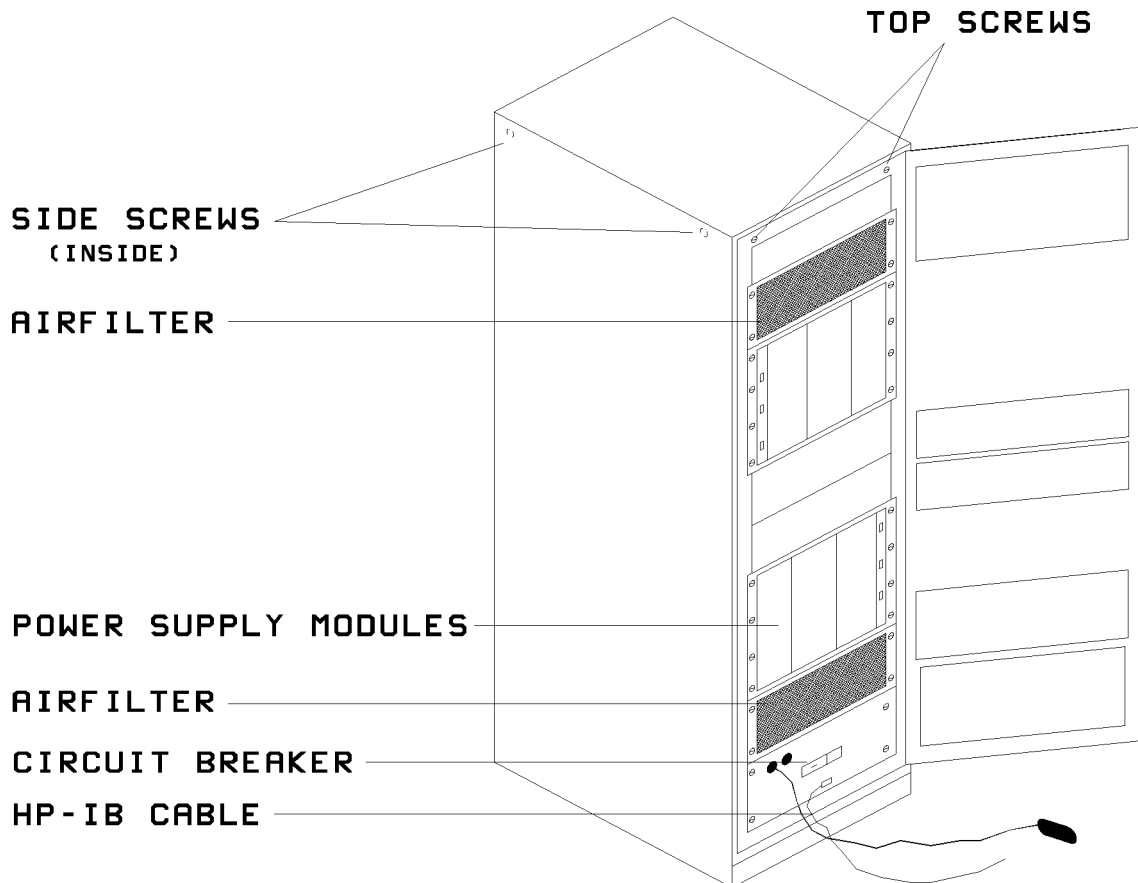 TOP SCREWS
SIDE SCREWS
(INSIDE)
AIRFILTER
POWER SUPPLY MODULES
AIRFILTER
CIRCUIT BREAKER
HP-IB CABLE